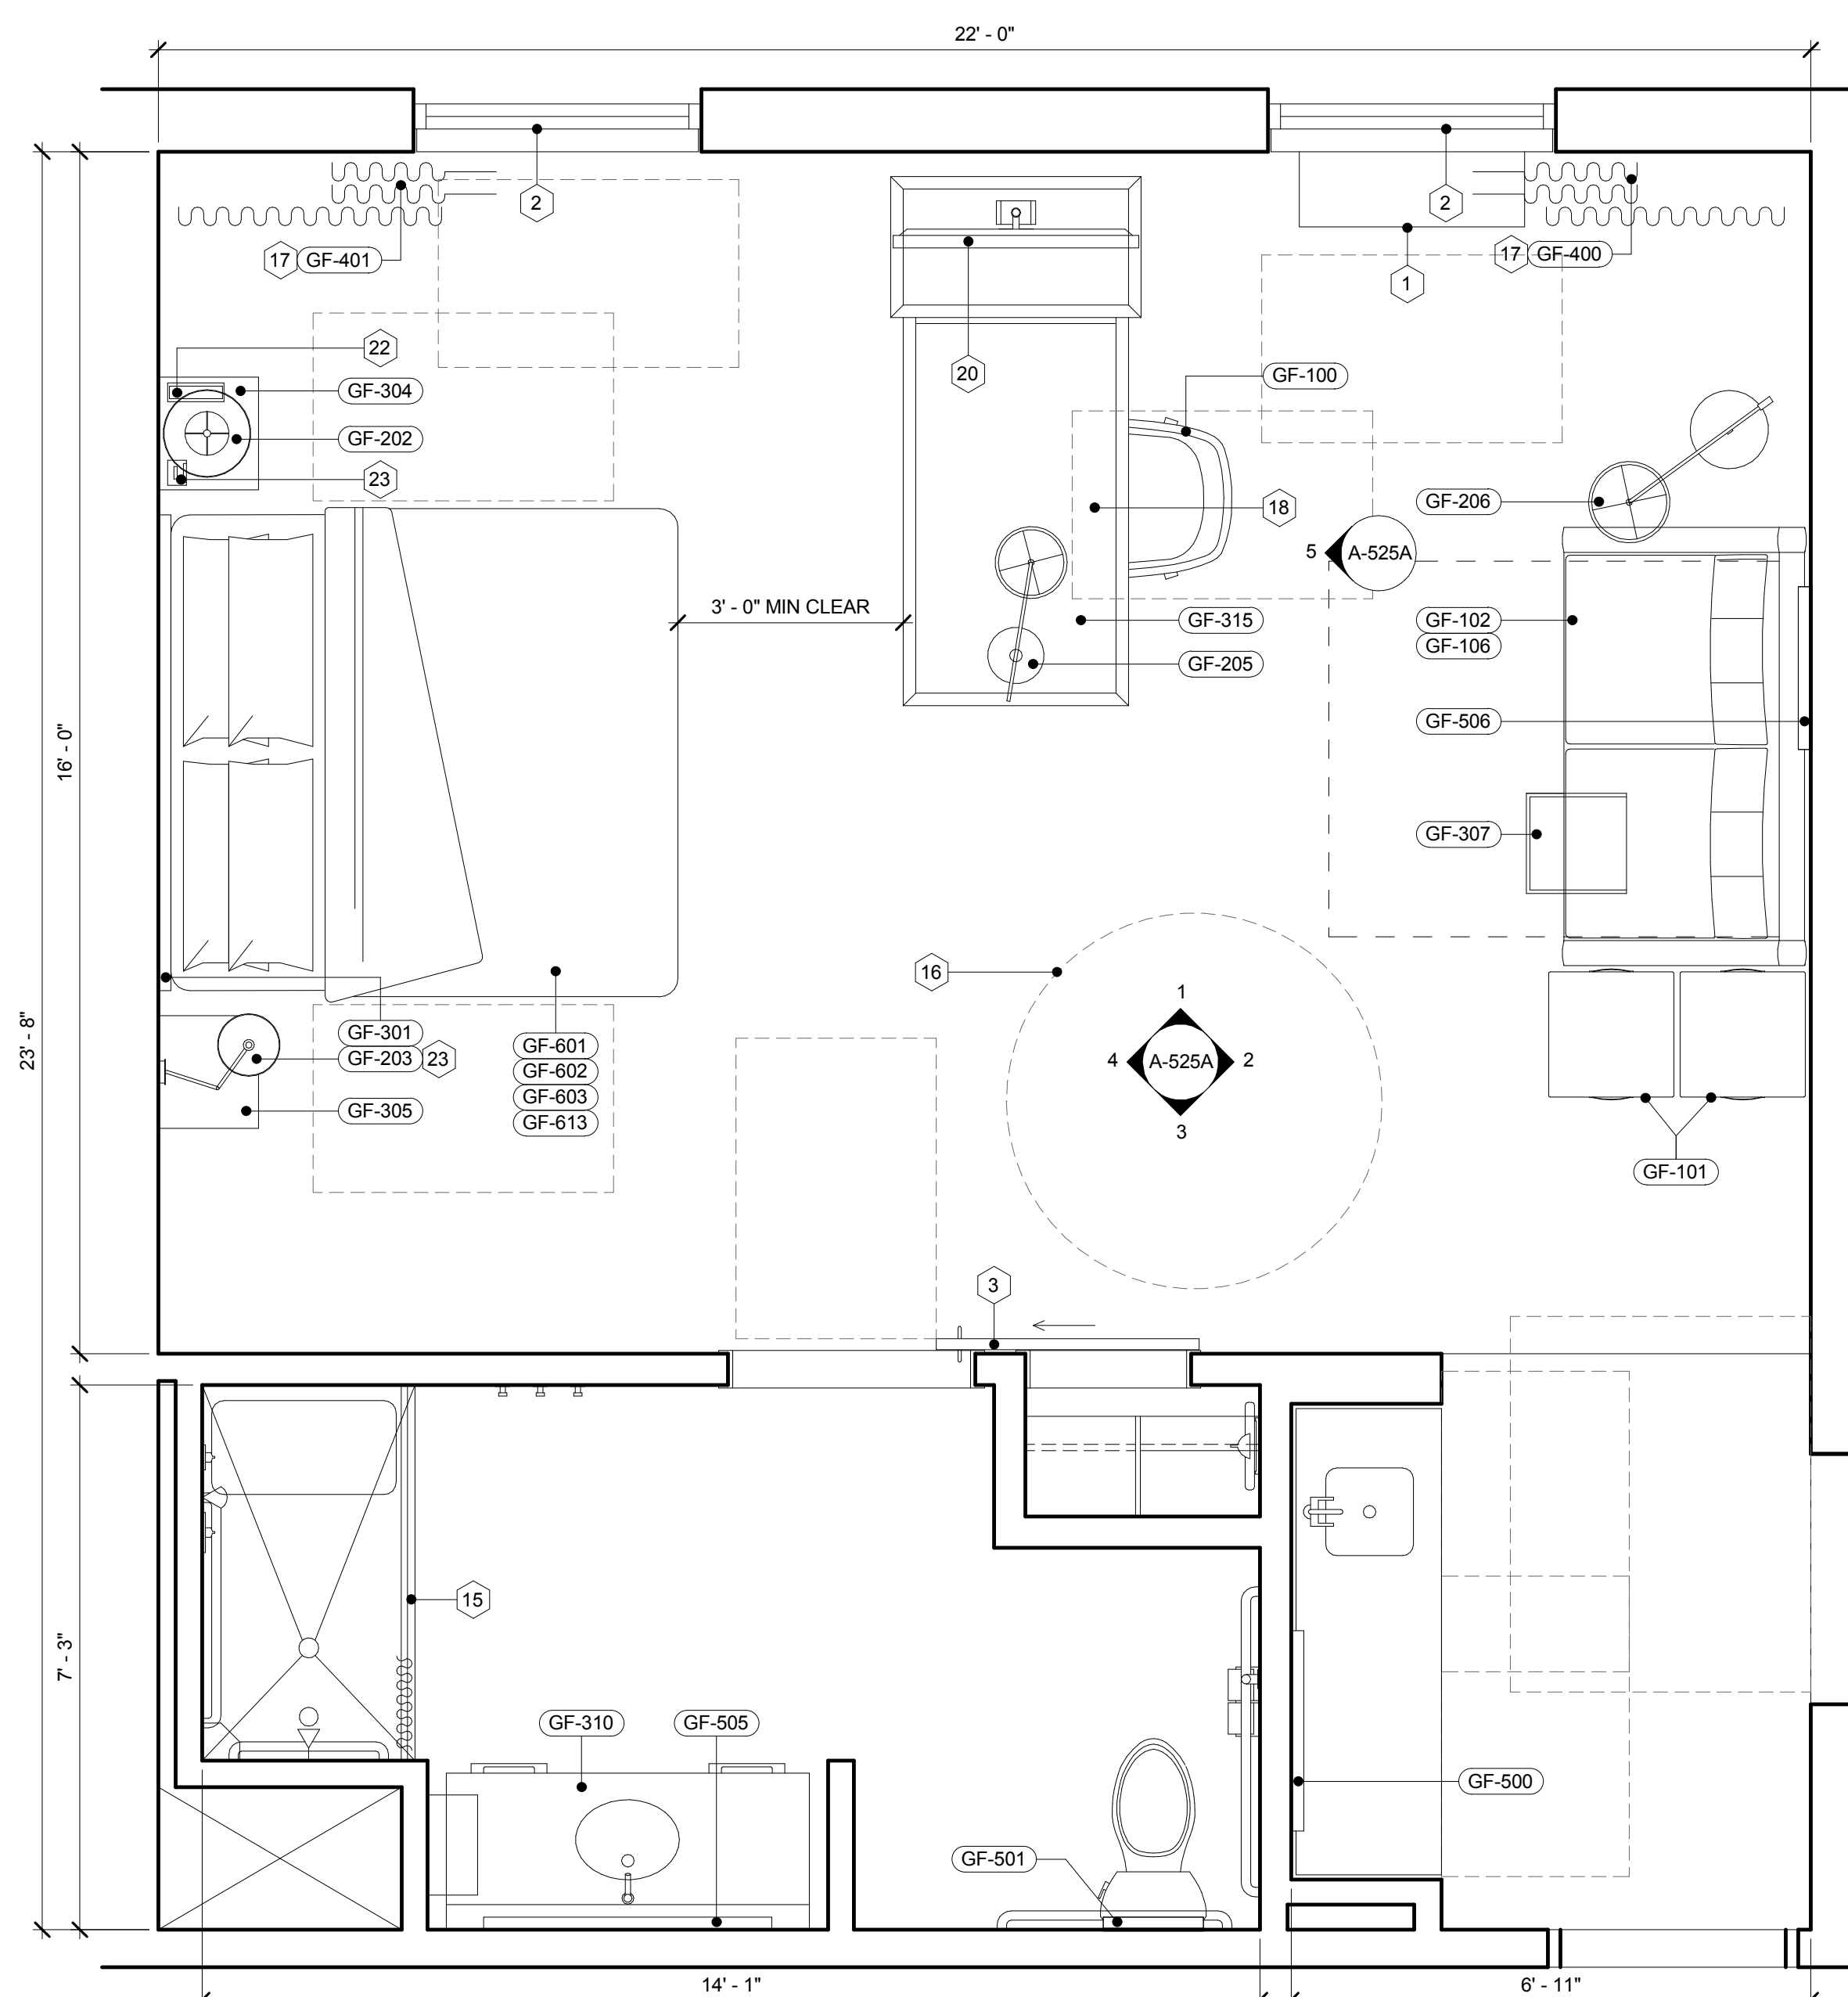 22' - 0"
2
2
17 GF-401
17 GF-400
1
22
20
GF-304
GF-100
GF-202
23
18
GF-206
5 A-525A
3' - 0" MIN CLEAR
GF-315
GF-102
GF-106
GF-205
GF-506
16' - 0"
GF-307
16
1
GF-301
GF-601
23' - 8"
GF-203 23
4 A-525A 2
GF-602
GF-603
GF-305
GF-613
3
GF-101
3
15
7' - 3"
GF-310
GF-505
GF-500
GF-501
14' - 1"
6' - 11"